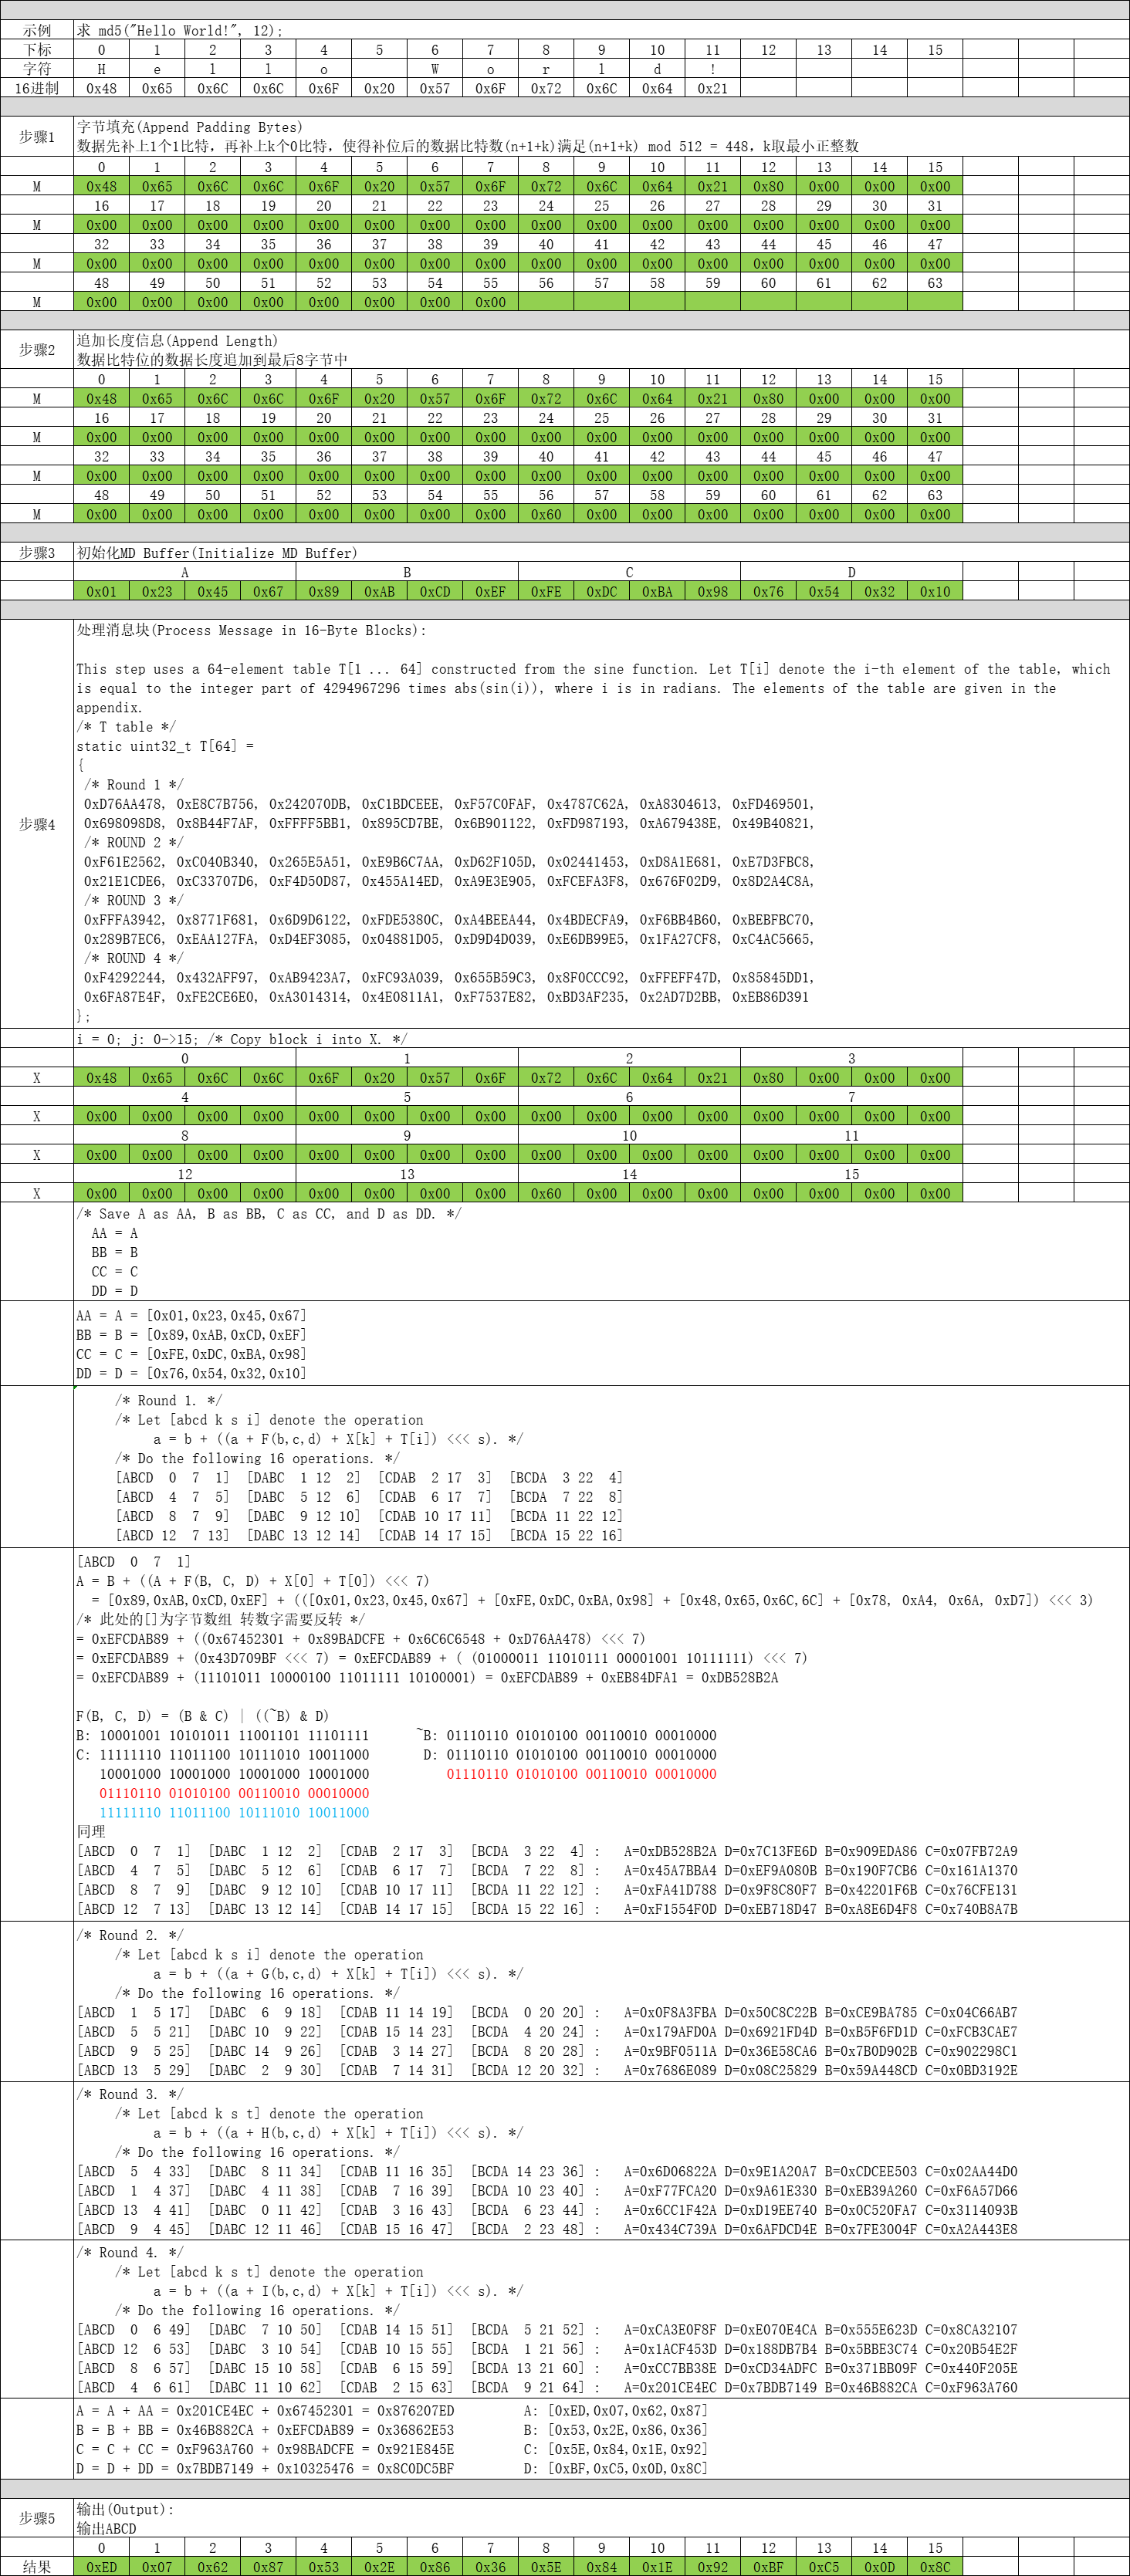 示例 求 md5("Hello World!", 12);
下标 0 1 2 3 4 5 6 7 8 9 10 11 12 13 14 15
字符 H e l l o W o r l d !
16进制 0x48 0x65 0x6C 0x6C 0x6F 0x20 0x57 0x6F 0x72 0x6C 0x64 0x21
步骤1
字节填充(Append Padding Bytes)
数据先补上1个1比特，再补上k个0比特，使得补位后的数据比特数(n+1+k)满足(n+1+k) mod 512 = 448，k取最小正整数
0 1 2 3 4 5 6 7 8 9 10 11 12 13 14 15
M 0x48 0x65 0x6C 0x6C 0x6F 0x20 0x57 0x6F 0x72 0x6C 0x64 0x21 0x80 0x00 0x00 0x00
16 17 18 19 20 21 22 23 24 25 26 27 28 29 30 31
M 0x00 0x00 0x00 0x00 0x00 0x00 0x00 0x00 0x00 0x00 0x00 0x00 0x00 0x00 0x00 0x00
32 33 34 35 36 37 38 39 40 41 42 43 44 45 46 47
M 0x00 0x00 0x00 0x00 0x00 0x00 0x00 0x00 0x00 0x00 0x00 0x00 0x00 0x00 0x00 0x00
48 49 50 51 52 53 54 55 56 57 58 59 60 61 62 63
M 0x00 0x00 0x00 0x00 0x00 0x00 0x00 0x00
步骤2
追加长度信息(Append Length)
数据比特位的数据长度追加到最后8字节中
0 1 2 3 4 5 6 7 8 9 10 11 12 13 14 15
M 0x48 0x65 0x6C 0x6C 0x6F 0x20 0x57 0x6F 0x72 0x6C 0x64 0x21 0x80 0x00 0x00 0x00
16 17 18 19 20 21 22 23 24 25 26 27 28 29 30 31
M 0x00 0x00 0x00 0x00 0x00 0x00 0x00 0x00 0x00 0x00 0x00 0x00 0x00 0x00 0x00 0x00
32 33 34 35 36 37 38 39 40 41 42 43 44 45 46 47
M 0x00 0x00 0x00 0x00 0x00 0x00 0x00 0x00 0x00 0x00 0x00 0x00 0x00 0x00 0x00 0x00
48 49 50 51 52 53 54 55 56 57 58 59 60 61 62 63
M 0x00 0x00 0x00 0x00 0x00 0x00 0x00 0x00 0x60 0x00 0x00 0x00 0x00 0x00 0x00 0x00
步骤3 初始化MD Buffer(Initialize MD Buffer)
A B C D
0x01 0x23 0x45 0x67 0x89 0xAB 0xCD 0xEF 0xFE 0xDC 0xBA 0x98 0x76 0x54 0x32 0x10
步骤4
处理消息块(Process Message in 16-Byte Blocks):
This step uses a 64-element table T[1 ... 64] constructed from the sine function. Let T[i] denote the i-th element of the table, which
is equal to the integer part of 4294967296 times abs(sin(i)), where i is in radians. The elements of the table are given in the
appendix.
/* T table */
static uint32_t T[64] =
{
/* Round 1 */
0xD76AA478, 0xE8C7B756, 0x242070DB, 0xC1BDCEEE, 0xF57C0FAF, 0x4787C62A, 0xA8304613, 0xFD469501,
0x698098D8, 0x8B44F7AF, 0xFFFF5BB1, 0x895CD7BE, 0x6B901122, 0xFD987193, 0xA679438E, 0x49B40821,
/* ROUND 2 */
0xF61E2562, 0xC040B340, 0x265E5A51, 0xE9B6C7AA, 0xD62F105D, 0x02441453, 0xD8A1E681, 0xE7D3FBC8,
0x21E1CDE6, 0xC33707D6, 0xF4D50D87, 0x455A14ED, 0xA9E3E905, 0xFCEFA3F8, 0x676F02D9, 0x8D2A4C8A,
/* ROUND 3 */
0xFFFA3942, 0x8771F681, 0x6D9D6122, 0xFDE5380C, 0xA4BEEA44, 0x4BDECFA9, 0xF6BB4B60, 0xBEBFBC70,
0x289B7EC6, 0xEAA127FA, 0xD4EF3085, 0x04881D05, 0xD9D4D039, 0xE6DB99E5, 0x1FA27CF8, 0xC4AC5665,
/* ROUND 4 */
0xF4292244, 0x432AFF97, 0xAB9423A7, 0xFC93A039, 0x655B59C3, 0x8F0CCC92, 0xFFEFF47D, 0x85845DD1,
0x6FA87E4F, 0xFE2CE6E0, 0xA3014314, 0x4E0811A1, 0xF7537E82, 0xBD3AF235, 0x2AD7D2BB, 0xEB86D391
};
i = 0; j: 0->15; /* Copy block i into X. */
0 1 2 3
X 0x48 0x65 0x6C 0x6C 0x6F 0x20 0x57 0x6F 0x72 0x6C 0x64 0x21 0x80 0x00 0x00 0x00
4 5 6 7
X 0x00 0x00 0x00 0x00 0x00 0x00 0x00 0x00 0x00 0x00 0x00 0x00 0x00 0x00 0x00 0x00
8 9 10 11
X 0x00 0x00 0x00 0x00 0x00 0x00 0x00 0x00 0x00 0x00 0x00 0x00 0x00 0x00 0x00 0x00
12 13 14 15
X 0x00 0x00 0x00 0x00 0x00 0x00 0x00 0x00 0x60 0x00 0x00 0x00 0x00 0x00 0x00 0x00
/* Save A as AA, B as BB, C as CC, and D as DD. */
AA = A
BB = B
CC = C
DD = D
AA = A = [0x01,0x23,0x45,0x67]
BB = B = [0x89,0xAB,0xCD,0xEF]
CC = C = [0xFE,0xDC,0xBA,0x98]
DD = D = [0x76,0x54,0x32,0x10]
/* Round 1. */
/* Let [abcd k s i] denote the operation
a = b + ((a + F(b,c,d) + X[k] + T[i]) <<< s). */
/* Do the following 16 operations. */
[ABCD 0 7 1] [DABC 1 12 2] [CDAB 2 17 3] [BCDA 3 22 4]
[ABCD 4 7 5] [DABC 5 12 6] [CDAB 6 17 7] [BCDA 7 22 8]
[ABCD 8 7 9] [DABC 9 12 10] [CDAB 10 17 11] [BCDA 11 22 12]
[ABCD 12 7 13] [DABC 13 12 14] [CDAB 14 17 15] [BCDA 15 22 16]
[ABCD 0 7 1]
A = B + ((A + F(B, C, D) + X[0] + T[0]) <<< 7)
= [0x89,0xAB,0xCD,0xEF] + (([0x01,0x23,0x45,0x67] + [0xFE,0xDC,0xBA,0x98] + [0x48,0x65,0x6C,6C] + [0x78, 0xA4, 0x6A, 0xD7]) <<< 3)
/* 此处的[]为字节数组 转数字需要反转 */
= 0xEFCDAB89 + ((0x67452301 + 0x89BADCFE + 0x6C6C6548 + 0xD76AA478) <<< 7)
= 0xEFCDAB89 + (0x43D709BF <<< 7) = 0xEFCDAB89 + ( (01000011 11010111 00001001 10111111) <<< 7)
= 0xEFCDAB89 + (11101011 10000100 11011111 10100001) = 0xEFCDAB89 + 0xEB84DFA1 = 0xDB528B2A
F(B, C, D) = (B & C) | ((~B) & D)
B: 10001001 10101011 11001101 11101111 ~B: 01110110 01010100 00110010 00010000
C: 11111110 11011100 10111010 10011000 D: 01110110 01010100 00110010 00010000
10001000 10001000 10001000 10001000 01110110 01010100 00110010 00010000
01110110 01010100 00110010 00010000
11111110 11011100 10111010 10011000
同理
[ABCD 0 7 1] [DABC 1 12 2] [CDAB 2 17 3] [BCDA 3 22 4] : A=0xDB528B2A D=0x7C13FE6D B=0x909EDA86 C=0x07FB72A9
[ABCD 4 7 5] [DABC 5 12 6] [CDAB 6 17 7] [BCDA 7 22 8] : A=0x45A7BBA4 D=0xEF9A080B B=0x190F7CB6 C=0x161A1370
[ABCD 8 7 9] [DABC 9 12 10] [CDAB 10 17 11] [BCDA 11 22 12] : A=0xFA41D788 D=0x9F8C80F7 B=0x42201F6B C=0x76CFE131
[ABCD 12 7 13] [DABC 13 12 14] [CDAB 14 17 15] [BCDA 15 22 16] : A=0xF1554F0D D=0xEB718D47 B=0xA8E6D4F8 C=0x740B8A7B
/* Round 2. */
/* Let [abcd k s i] denote the operation
a = b + ((a + G(b,c,d) + X[k] + T[i]) <<< s). */
/* Do the following 16 operations. */
[ABCD 1 5 17] [DABC 6 9 18] [CDAB 11 14 19] [BCDA 0 20 20] : A=0x0F8A3FBA D=0x50C8C22B B=0xCE9BA785 C=0x04C66AB7
[ABCD 5 5 21] [DABC 10 9 22] [CDAB 15 14 23] [BCDA 4 20 24] : A=0x179AFD0A D=0x6921FD4D B=0xB5F6FD1D C=0xFCB3CAE7
[ABCD 9 5 25] [DABC 14 9 26] [CDAB 3 14 27] [BCDA 8 20 28] : A=0x9BF0511A D=0x36E58CA6 B=0x7B0D902B C=0x902298C1
[ABCD 13 5 29] [DABC 2 9 30] [CDAB 7 14 31] [BCDA 12 20 32] : A=0x7686E089 D=0x08C25829 B=0x59A448CD C=0x0BD3192E
/* Round 3. */
/* Let [abcd k s t] denote the operation
a = b + ((a + H(b,c,d) + X[k] + T[i]) <<< s). */
/* Do the following 16 operations. */
[ABCD 5 4 33] [DABC 8 11 34] [CDAB 11 16 35] [BCDA 14 23 36] : A=0x6D06822A D=0x9E1A20A7 B=0xCDCEE503 C=0x02AA44D0
[ABCD 1 4 37] [DABC 4 11 38] [CDAB 7 16 39] [BCDA 10 23 40] : A=0xF77FCA20 D=0x9A61E330 B=0xEB39A260 C=0xF6A57D66
[ABCD 13 4 41] [DABC 0 11 42] [CDAB 3 16 43] [BCDA 6 23 44] : A=0x6CC1F42A D=0xD19EE740 B=0x0C520FA7 C=0x3114093B
[ABCD 9 4 45] [DABC 12 11 46] [CDAB 15 16 47] [BCDA 2 23 48] : A=0x434C739A D=0x6AFDCD4E B=0x7FE3004F C=0xA2A443E8
/* Round 4. */
/* Let [abcd k s t] denote the operation
a = b + ((a + I(b,c,d) + X[k] + T[i]) <<< s). */
/* Do the following 16 operations. */
[ABCD 0 6 49] [DABC 7 10 50] [CDAB 14 15 51] [BCDA 5 21 52] : A=0xCA3E0F8F D=0xE070E4CA B=0x555E623D C=0x8CA32107
[ABCD 12 6 53] [DABC 3 10 54] [CDAB 10 15 55] [BCDA 1 21 56] : A=0x1ACF453D D=0x188DB7B4 B=0x5BBE3C74 C=0x20B54E2F
[ABCD 8 6 57] [DABC 15 10 58] [CDAB 6 15 59] [BCDA 13 21 60] : A=0xCC7BB38E D=0xCD34ADFC B=0x371BB09F C=0x440F205E
[ABCD 4 6 61] [DABC 11 10 62] [CDAB 2 15 63] [BCDA 9 21 64] : A=0x201CE4EC D=0x7BDB7149 B=0x46B882CA C=0xF963A760
A = A + AA = 0x201CE4EC + 0x67452301 = 0x876207ED A: [0xED,0x07,0x62,0x87]
B = B + BB = 0x46B882CA + 0xEFCDAB89 = 0x36862E53 B: [0x53,0x2E,0x86,0x36]
C = C + CC = 0xF963A760 + 0x98BADCFE = 0x921E845E C: [0x5E,0x84,0x1E,0x92]
D = D + DD = 0x7BDB7149 + 0x10325476 = 0x8C0DC5BF D: [0xBF,0xC5,0x0D,0x8C]
步骤5
输出(Output):
输出ABCD
0 1 2 3 4 5 6 7 8 9 10 11 12 13 14 15
结果 0xED 0x07 0x62 0x87 0x53 0x2E 0x86 0x36 0x5E 0x84 0x1E 0x92 0xBF 0xC5 0x0D 0x8C